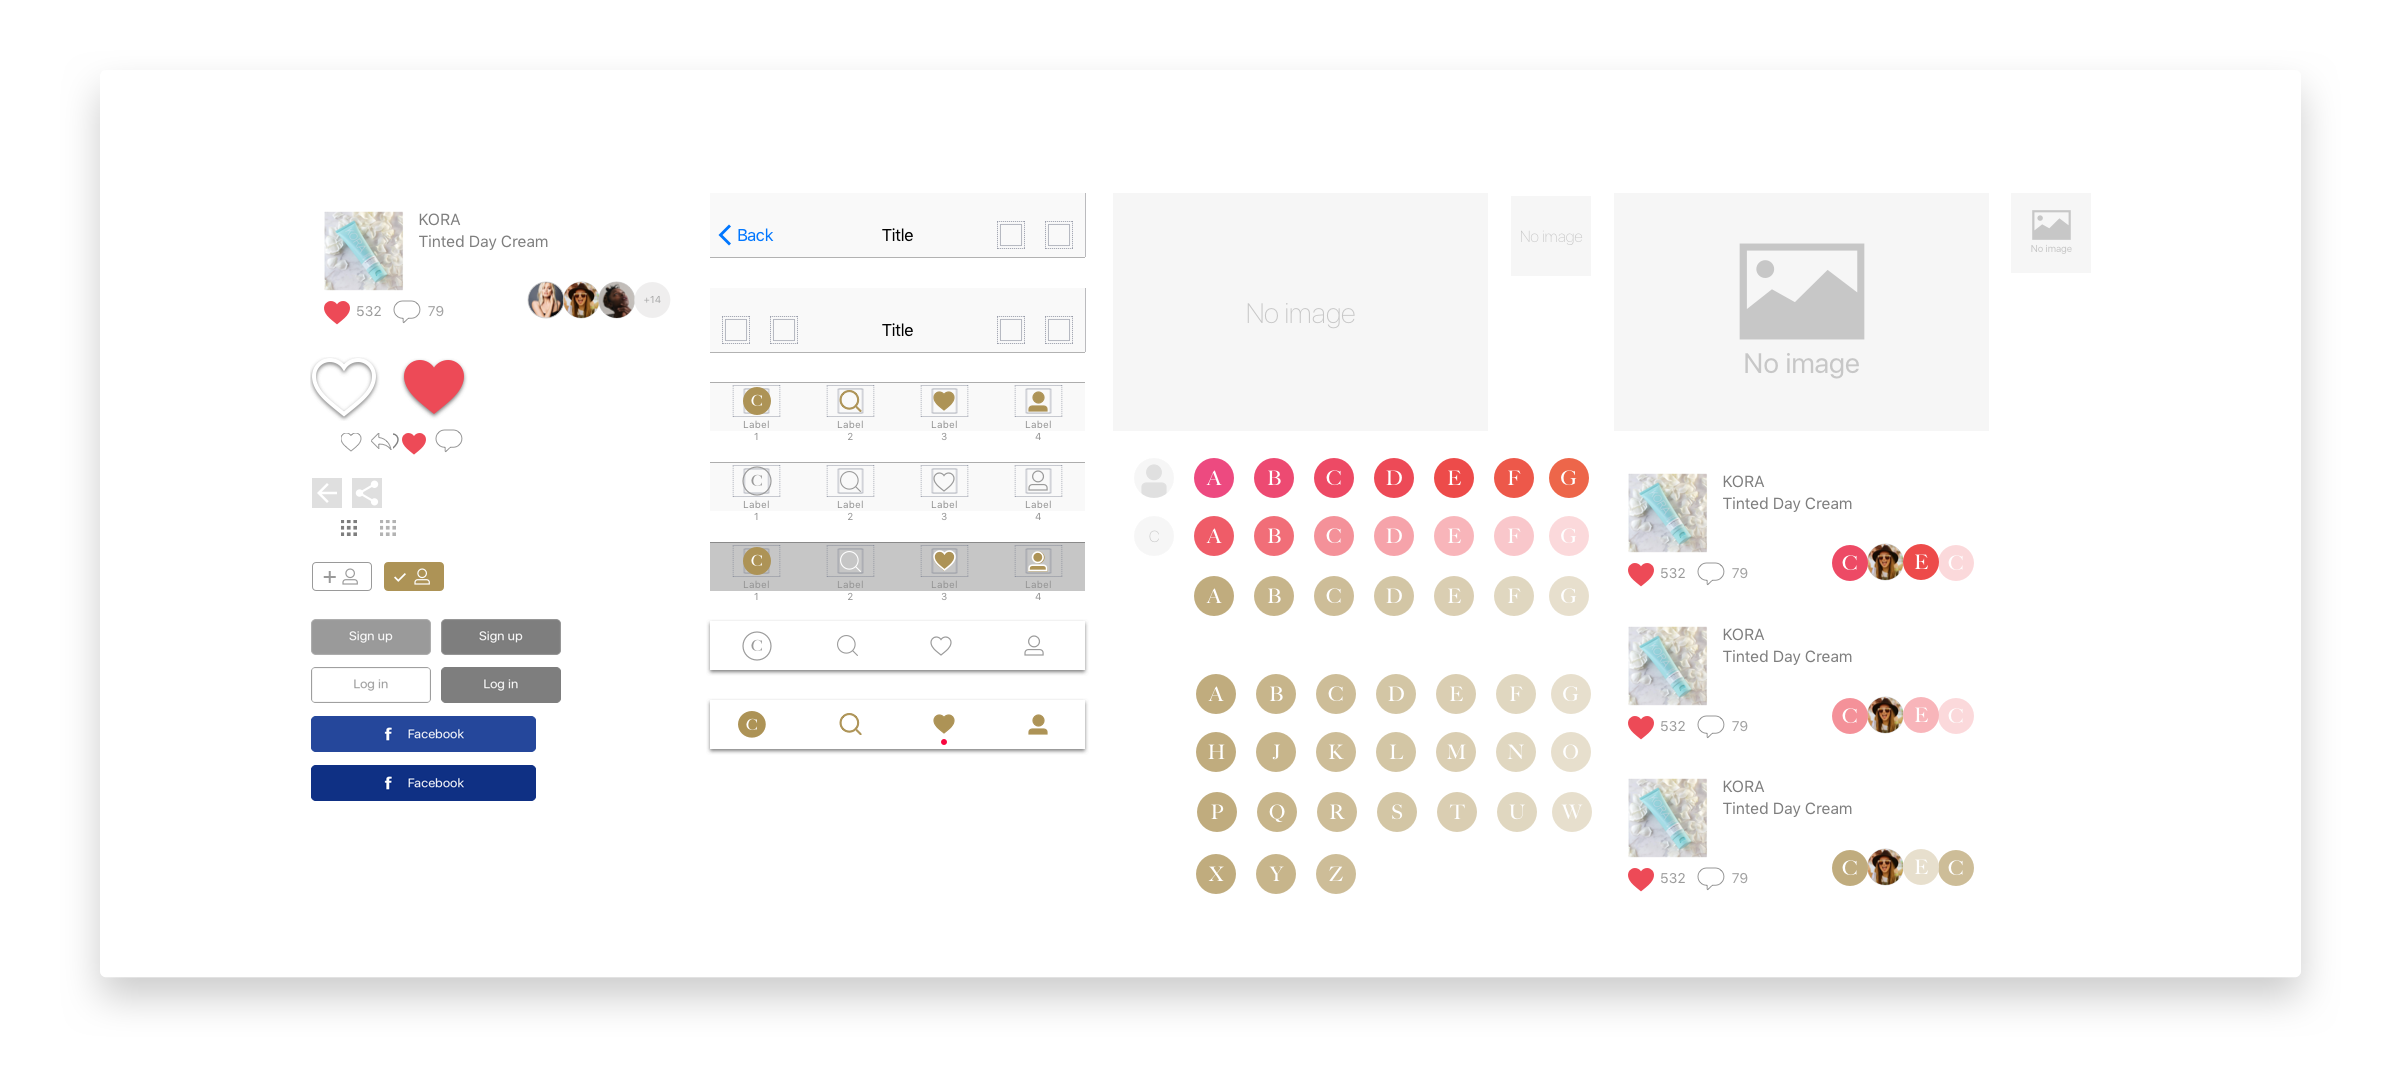 KORA
Tinted Day Cream
532
79
+14
Sign up
Sign up
Log in
Log in
f Facebook
f Facebook
Back
Title
Title
C
Label
1
Label
2
Label
3
Label
4
C
Label
1
Label
2
Label
3
Label
4
C
Label
1
Label
2
Label
3
Label
4
C
C
No image
No image
No image
No image
A B C D E F G
C
A B C D E F G
A B C D E F G
A B C D E F G
H J K L M N O
P Q R S T U W
X Y Z
KORA
Tinted Day Cream
532
79
C E C
KORA
Tinted Day Cream
532
79
C E C
KORA
Tinted Day Cream
532
79
C E C